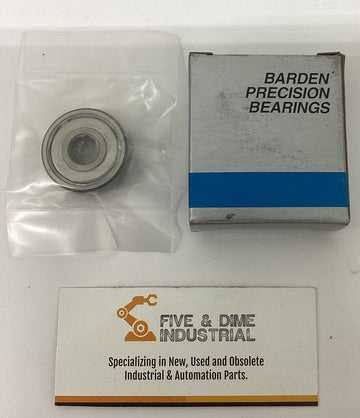 BARDEN
PRECISION
BEARINGS
FIVE & DIME
INDUSTRIAL
Specializing in New, Used and Obsolete
Industrial & Automation Parts.